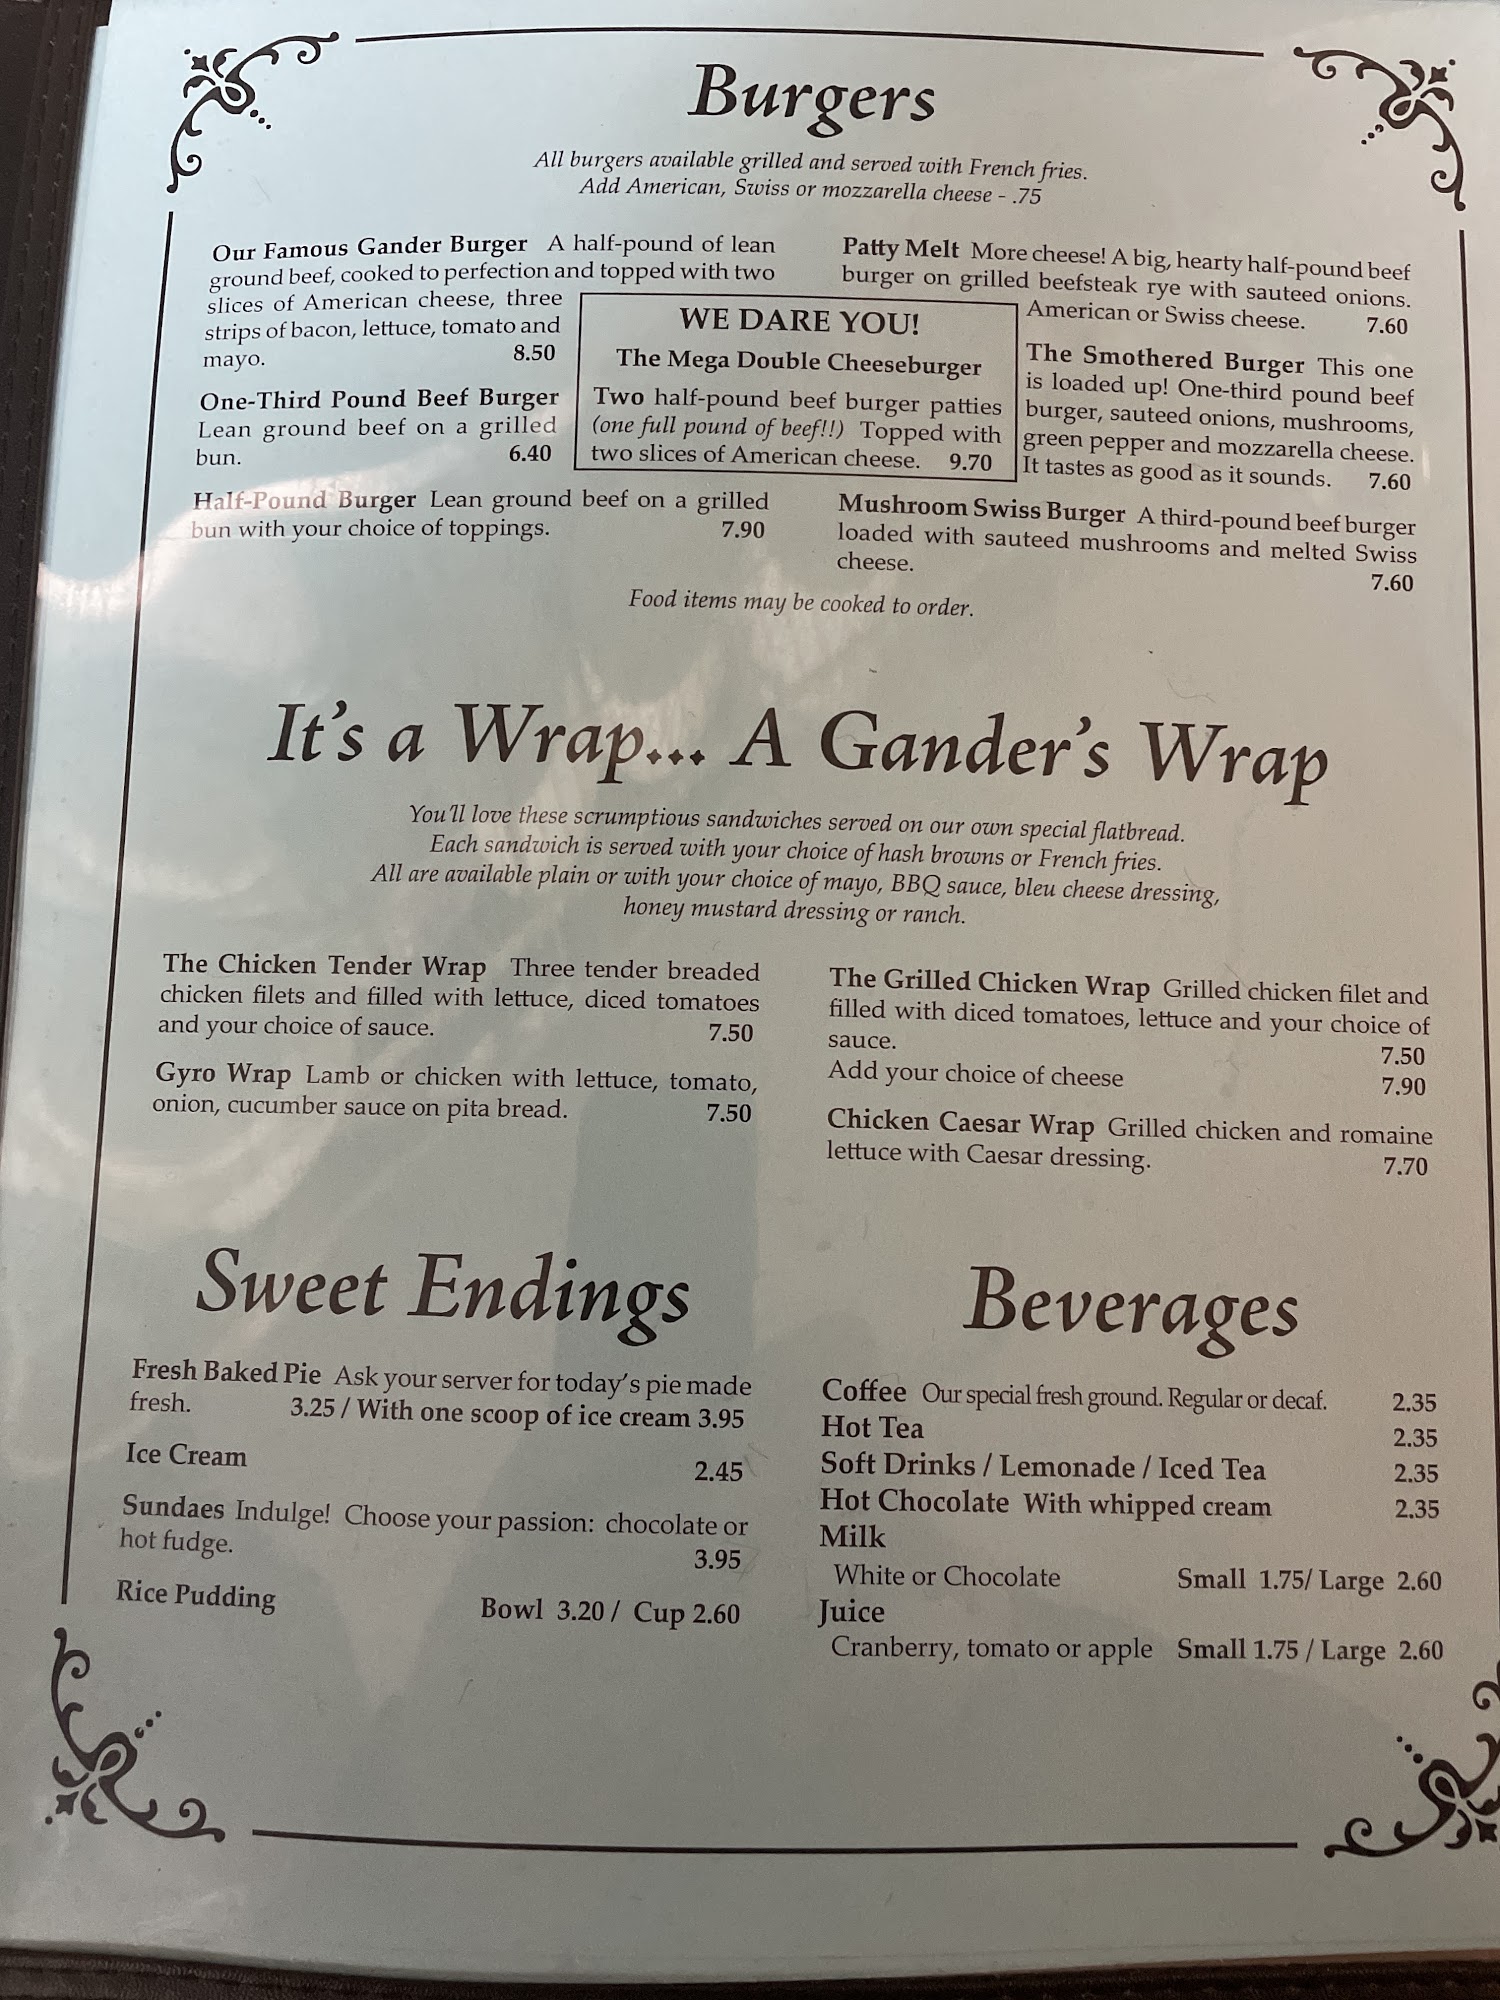 Burgers
All burgers available grilled and served with French fries.
Add American, Swiss or mozzarella cheese - .75
Our Famous Gander Burger A half-pound of lean
ground beef, cooked to perfection and topped with two
slices of American cheese, three
strips of bacon, lettuce, tomato and
mayo. 8.50
One-Third Pound Beef Burger
Lean ground beef on a grilled
bun. 6.40
Half-Pound Burger Lean ground beef on a grilled
bun with your choice of toppings. 7.90
WE DARE YOU!
The Mega Double Cheeseburger
Two half-pound beef burger patties
(one full pound of beef!!) Topped with
two slices of American cheese. 9.70
Patty Melt More cheese! A big, hearty half-pound beef
burger on grilled beefsteak rye with sauteed onions.
American or Swiss cheese. 7.60
The Smothered Burger This one
is loaded up! One-third pound beef
burger, sauteed onions, mushrooms,
green pepper and mozzarella cheese.
It tastes as good as it sounds. 7.60
Mushroom Swiss Burger A third-pound beef burger
loaded with sauteed mushrooms and melted Swiss
cheese.
7.60
Food items may be cooked to order.
It's a Wrap... A Gander's Wrap
You'll love these scrumptious sandwiches served on our own special flatbread.
Each sandwich is served with your choice of hash browns or French fries.
All are available plain or with your choice of mayo, BBQ sauce, bleu cheese dressing,
honey mustard dressing or ranch.
The Chicken Tender Wrap Three tender breaded
chicken filets and filled with lettuce, diced tomatoes
and your choice of sauce. 7.50
Gyro Wrap Lamb or chicken with lettuce, tomato,
onion, cucumber sauce on pita bread. 7.50
The Grilled Chicken Wrap Grilled chicken filet and
filled with diced tomatoes, lettuce and your choice of
sauce. 7.50
Add your choice of cheese 7.90
Chicken Caesar Wrap Grilled chicken and romaine
lettuce with Caesar dressing. 7.70
Sweet Endings
Fresh Baked Pie Ask your server for today's pie made
fresh. 3.25 / With one scoop of ice cream 3.95
Ice Cream 2.45
Sundaes Indulge! Choose your passion: chocolate or
hot fudge. 3.95
Rice Pudding Bowl 3.20 / Cup 2.60
Beverages
Coffee Our special fresh ground. Regular or decaf. 2.35
Hot Tea 2.35
Soft Drinks / Lemonade / Iced Tea 2.35
Hot Chocolate With whipped cream 2.35
Milk
White or Chocolate Small 1.75/ Large 2.60
Juice
Cranberry, tomato or apple Small 1.75 / Large 2.60